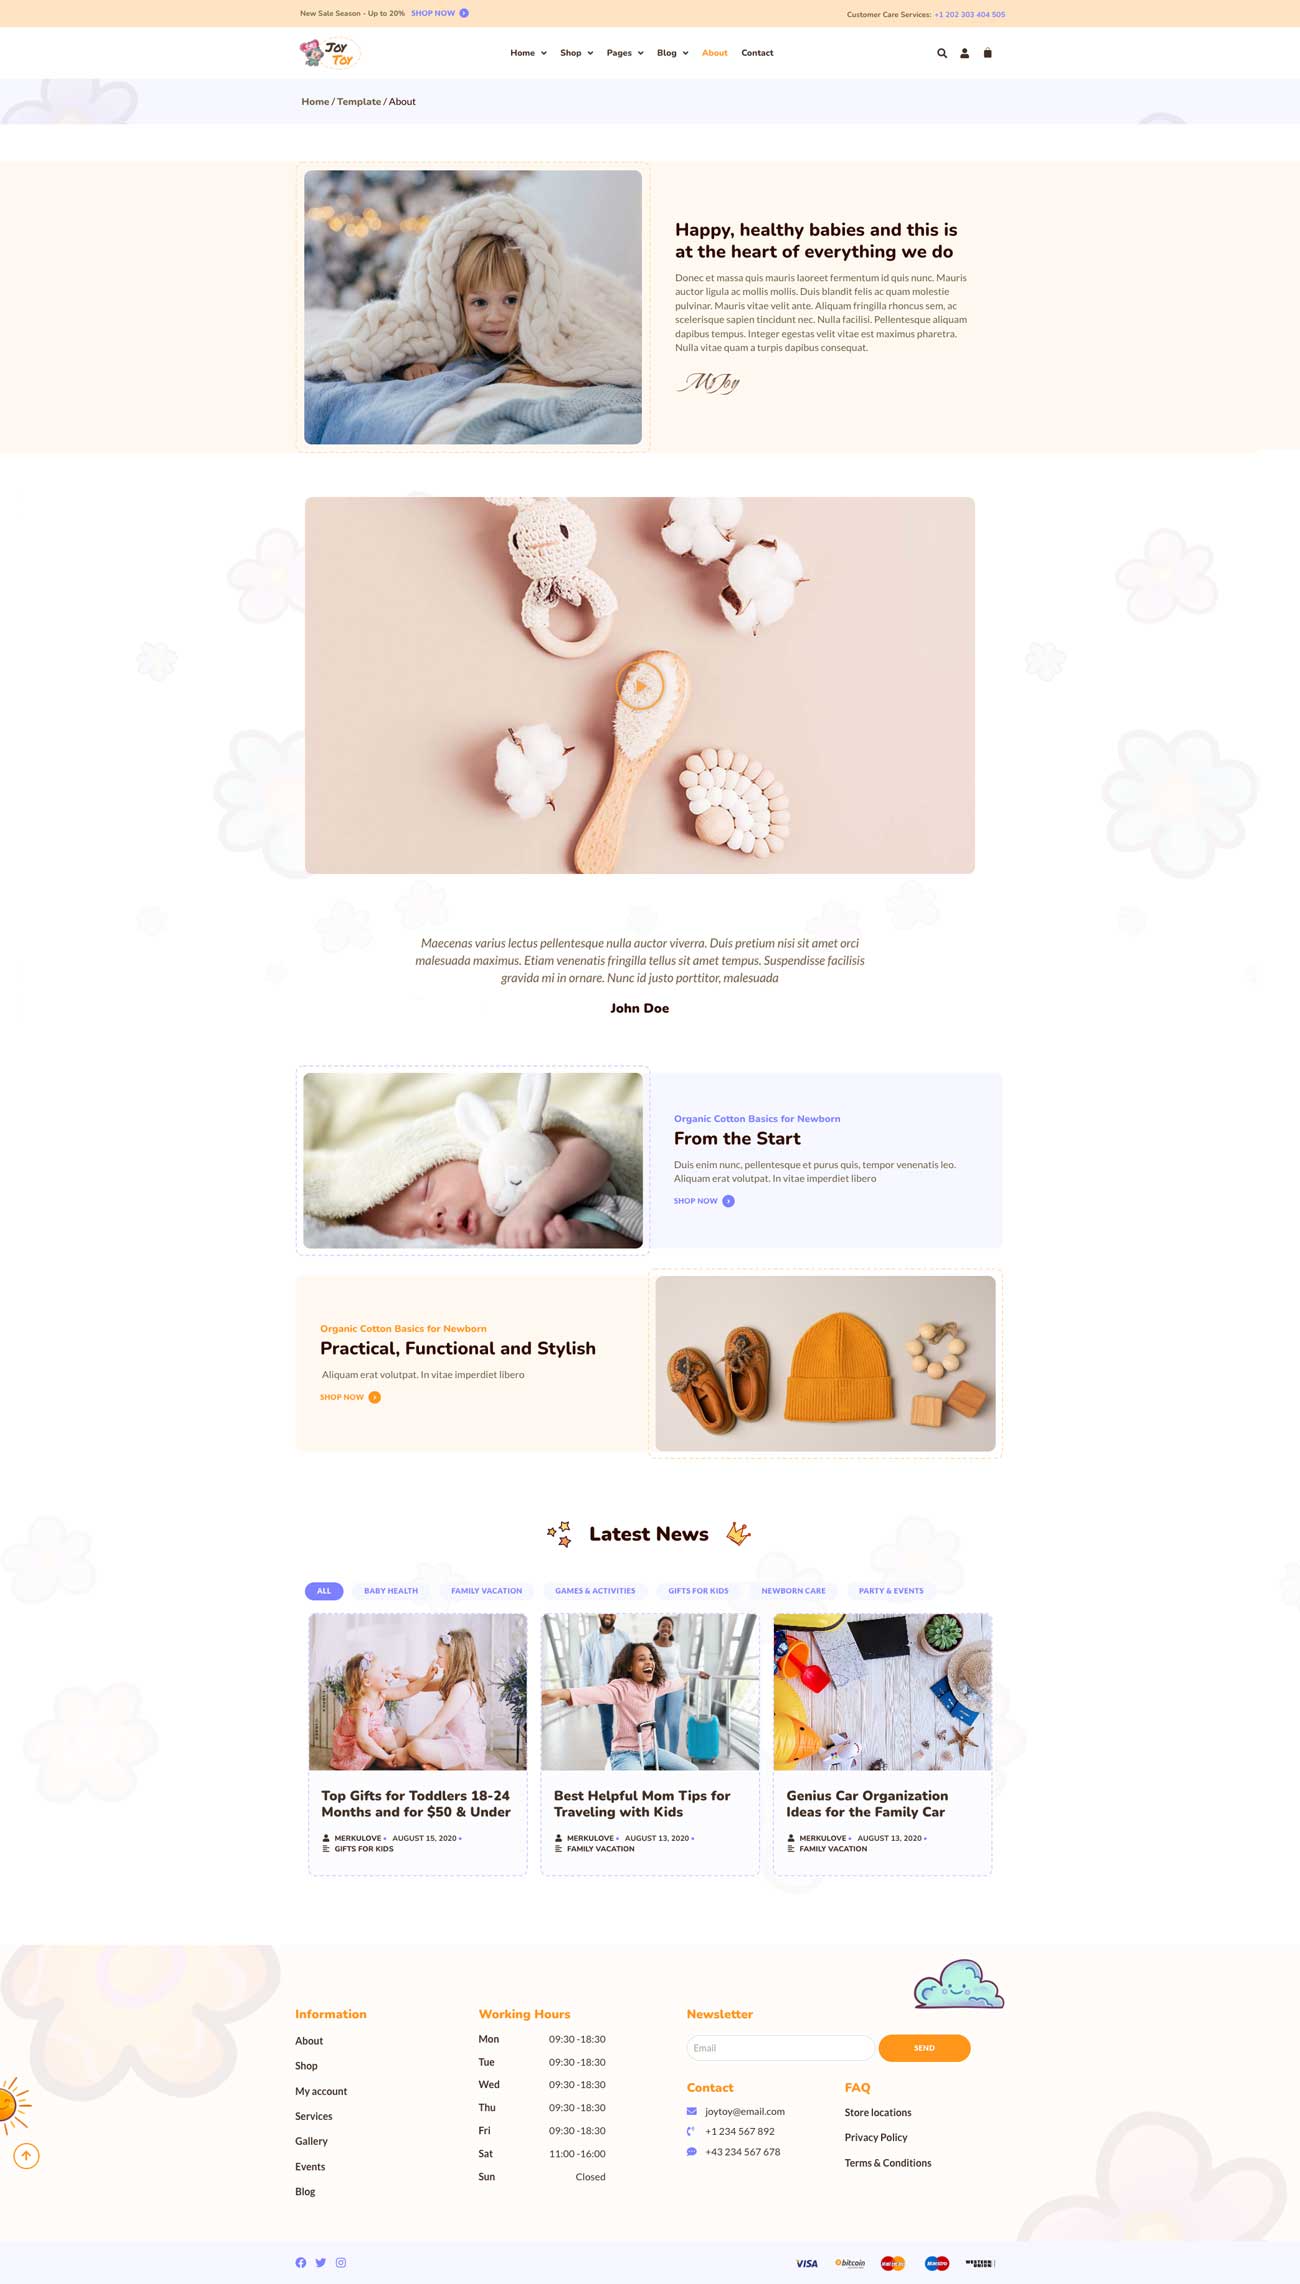 New Sale Season - Up to 20% SHOP NOW
Customer Care Services: +1 202 303 404 505
JOY
TOY
Home Shop Pages Blog About Contact
Home / Template / About
Happy, healthy babies and this is
at the heart of everything we do
Donec et massa quis mauris laoreet fermentum id quis nunc. Mauris
auctor ligula ac mollis mollis. Duis blandit felis ac quam molestie
pulvinar. Mauris vitae velit ante. Aliquam fringilla rhoncus sem, ac
scelerisque sapien tincidunt nec. Nulla facilisi. Pellentesque aliquam
dapibus tempus. Integer egestas velit vitae est maximus pharetra.
Nulla vitae quam a turpis dapibus consequat.
MsJoy
Maecenas varius lectus pellentesque nulla auctor viverra. Duis pretium nisi sit amet orci
malesuada maximus. Etiam venenatis fringilla tellus sit amet tempus. Suspendisse facilisis
gravida mi in ornare. Nunc id justo porttitor, malesuada
John Doe
Organic Cotton Basics for Newborn
From the Start
Duis enim nunc, pellentesque et purus quis, tempor venenatis leo.
Aliquam erat volutpat. In vitae imperdiet libero
SHOP NOW
Organic Cotton Basics for Newborn
Practical, Functional and Stylish
Aliquam erat volutpat. In vitae imperdiet libero
SHOP NOW
Latest News
ALL BABY HEALTH FAMILY VACATION GAMES & ACTIVITIES GIFTS FOR KIDS NEWBORN CARE PARTY & EVENTS
Top Gifts for Toddlers 18-24
Months and for $50 & Under
MERKULOVE • AUGUST 15, 2020 •
GIFTS FOR KIDS
Best Helpful Mom Tips for
Traveling with Kids
MERKULOVE • AUGUST 13, 2020 •
FAMILY VACATION
Genius Car Organization
Ideas for the Family Car
MERKULOVE • AUGUST 13, 2020 •
FAMILY VACATION
Information
About
Shop
My account
Services
Gallery
Events
Blog
Working Hours
Mon 09:30 -18:30
Tue 09:30 -18:30
Wed 09:30 -18:30
Thu 09:30 -18:30
Fri 09:30 -18:30
Sat 11:00 -16:00
Sun Closed
Newsletter
Email SEND
Contact
joytoy@email.com
+1 234 567 892
+43 234 567 678
FAQ
Store locations
Privacy Policy
Terms & Conditions
VISA bitcoin MasterCard Maestro WESTERN UNION